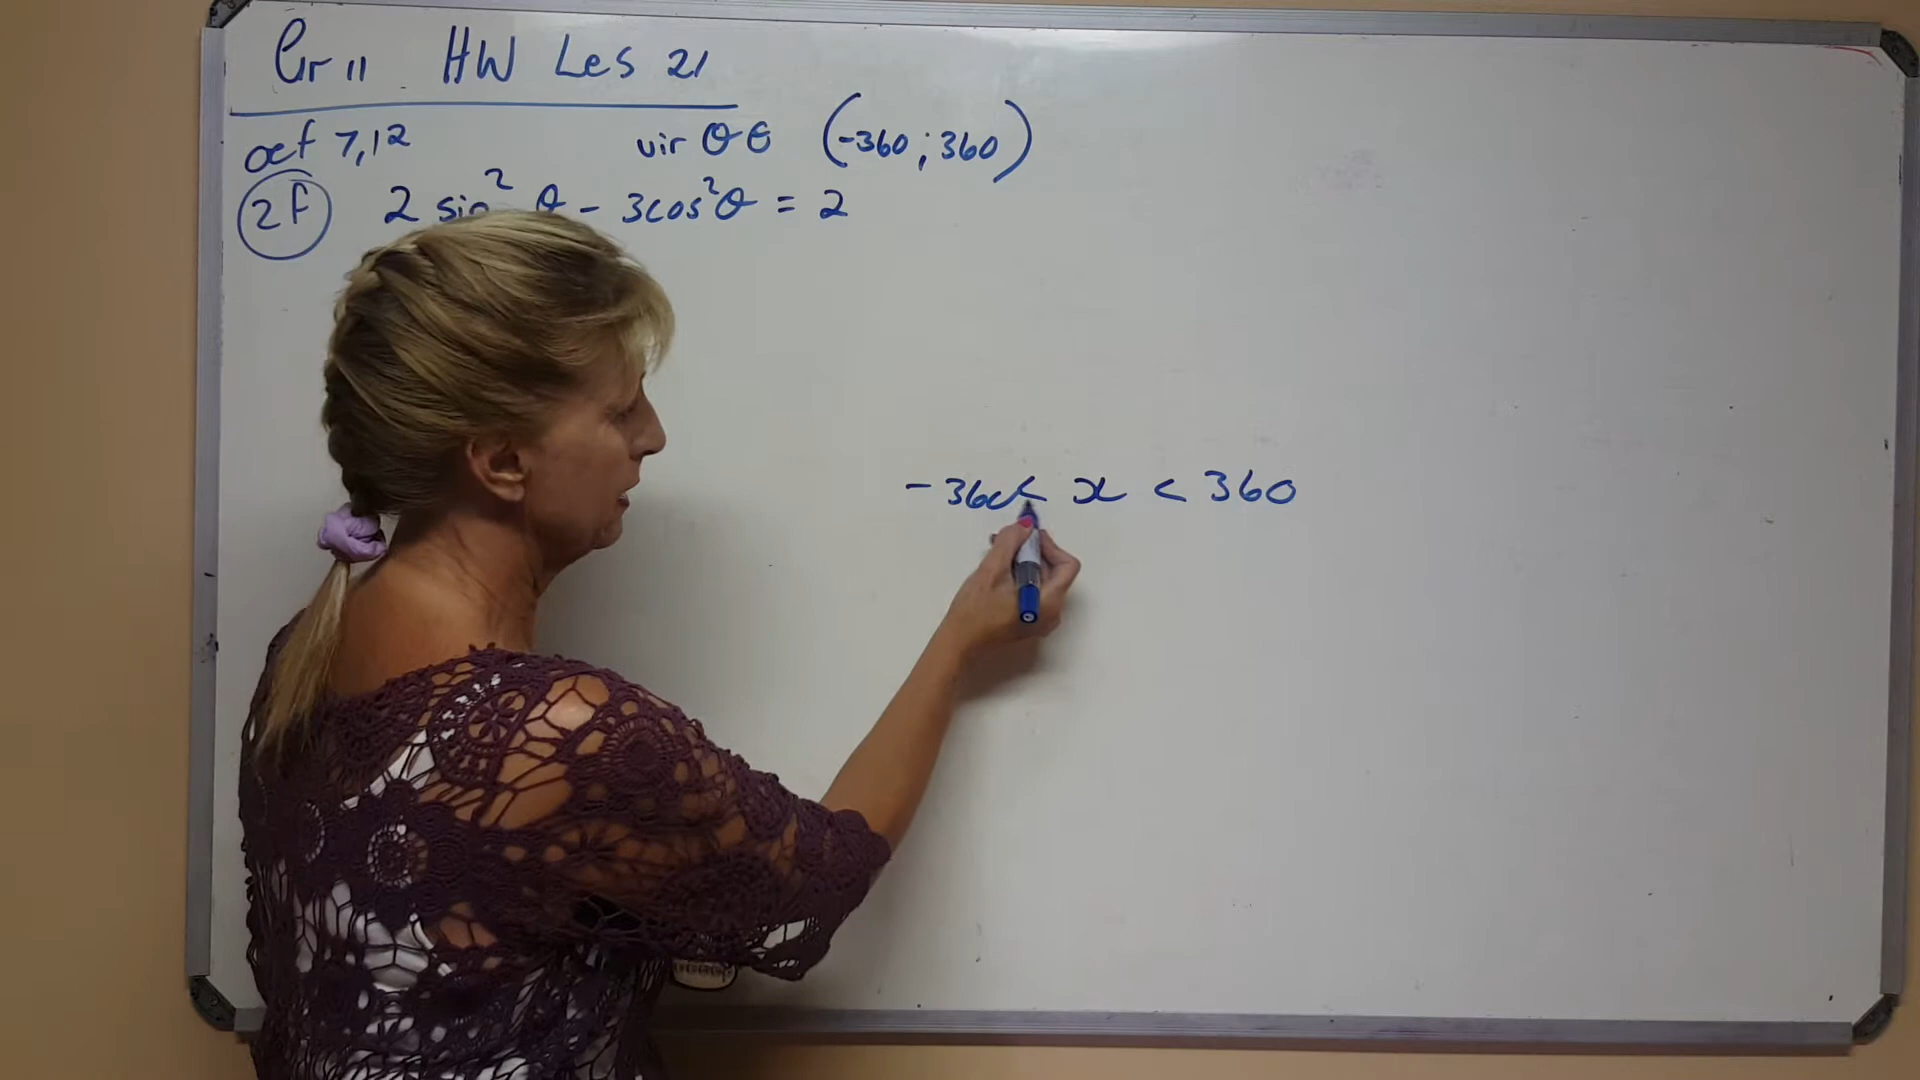 Gr 11 HW Les 21
oef 7,12 vir θ ϵ (-360 ; 360)
2f 2 sin² θ - 3cos²θ = 2
-360 < x < 360